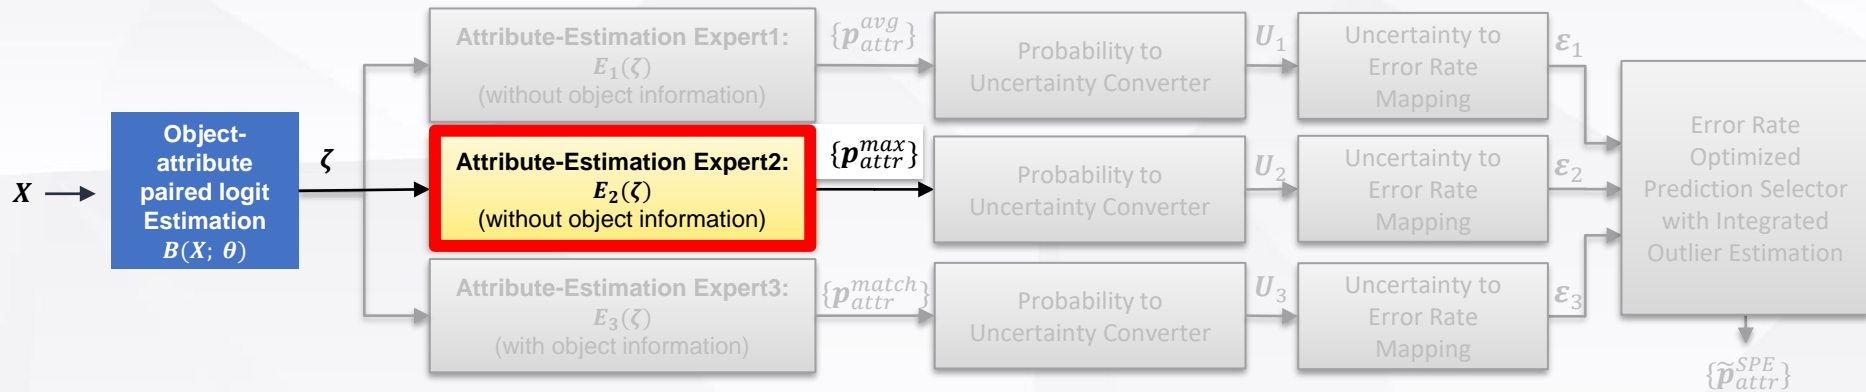 X
Object-
attribute
paired logit
Estimation
B(X; θ)
ζ
Attribute-Estimation Expert1:
E₁(ζ)
(without object information)
{p_attr^avg}
Probability to
Uncertainty Converter
U₁
Uncertainty to
Error Rate
Mapping
ε₁
Attribute-Estimation Expert2:
E₂(ζ)
(without object information)
{p_attr^max}
Probability to
Uncertainty Converter
U₂
Uncertainty to
Error Rate
Mapping
ε₂
Attribute-Estimation Expert3:
E₃(ζ)
(with object information)
{p_attr^match}
Probability to
Uncertainty Converter
U₃
Uncertainty to
Error Rate
Mapping
ε₃
Error Rate
Optimized
Prediction Selector
with Integrated
Outlier Estimation
{p̃_attr^SPE}